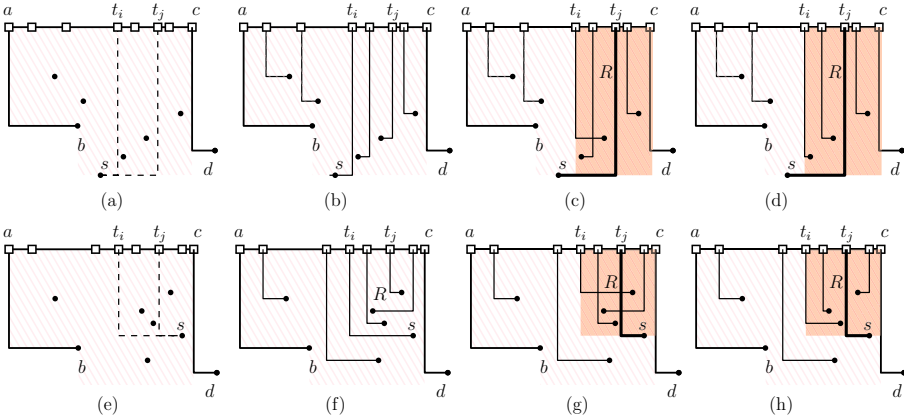 a t_i t_j c a t_i t_j c a t_i t_j c a t_i t_j c
R R
b b b b
s d s d s d s d
(a) (b) (c) (d)
a t_i t_j c a t_i t_j c a t_i t_j c a t_i t_j c
R R R
s s s s
b b b b
d d d d
(e) (f) (g) (h)